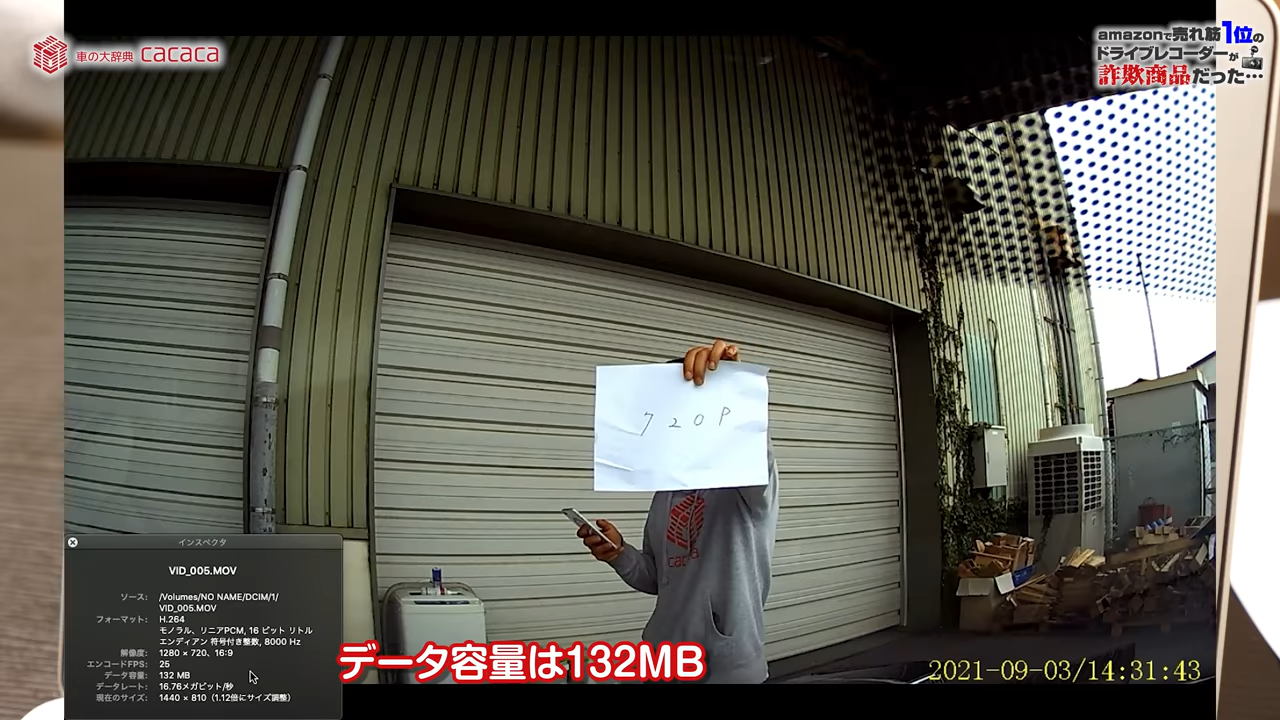 車の大辞典 cacaca
amazonで売れ筋1位の
ドライブレコーダーが
詐欺商品だった…
720P
cacaca
インスペクタ
VID_005.MOV
ソース: /Volumes/NO NAME/DCIM/1/
VID_005.MOV
フォーマット: H.264
モノラル、リニアPCM, 16 ビット リトル
エンディアン 符号付き整数, 8000 Hz
解像度: 1280 × 720、16:9
エンコードFPS: 25
データ容量: 132 MB
データレート: 16.76メガビット/秒
現在のサイズ: 1440 × 810（1.12倍にサイズ調整）
データ容量は132MB
2021-09-03/14:31:43